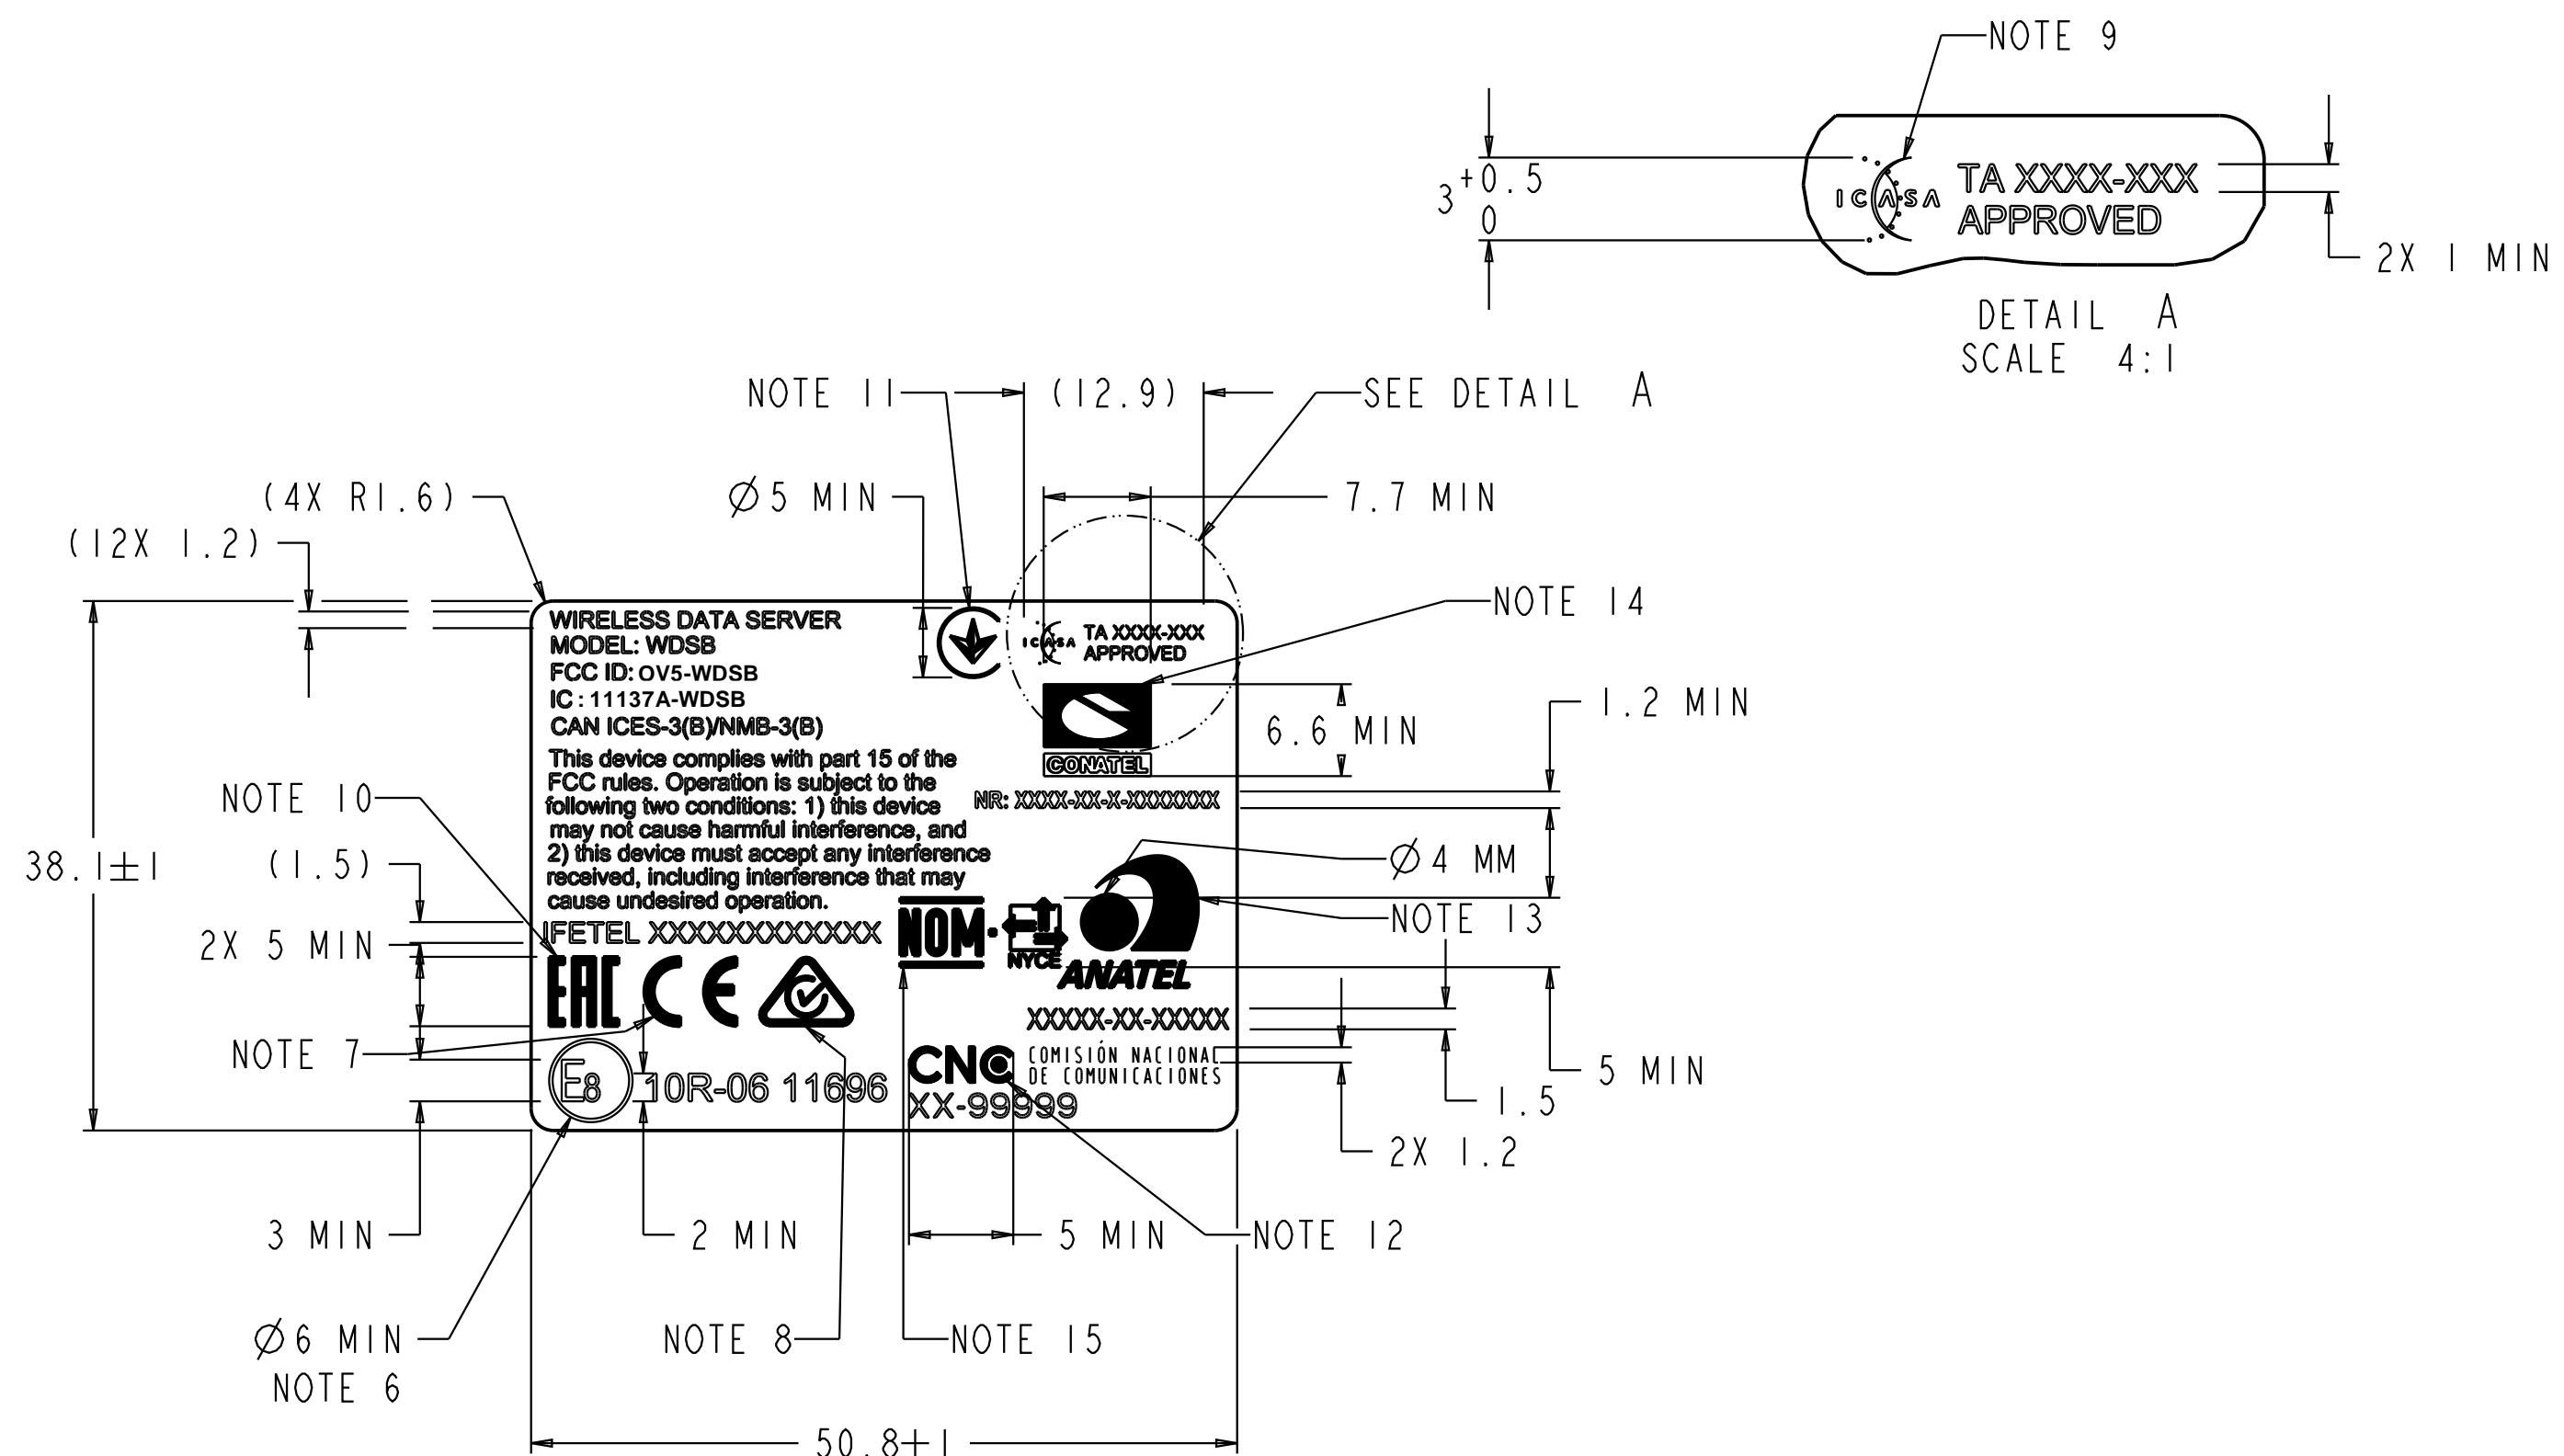 NOTE 9
3 +0.5
0
ICASA TA XXXX-XXX
APPROVED
2X 1 MIN
DETAIL A
SCALE 4:1
NOTE 11
(12.9)
SEE DETAIL A
(4X R1.6)
Ø5 MIN
7.7 MIN
(12X 1.2)
NOTE 14
WIRELESS DATA SERVER
MODEL: WDSB
FCC ID: OV5-WDSB
IC : 11137A-WDSB
CAN ICES-3(B)/NMB-3(B)
ICASA TA XXXX-XXX
APPROVED
1.2 MIN
6.6 MIN
CONATEL
This device complies with part 15 of the
FCC rules. Operation is subject to the
following two conditions: 1) this device
may not cause harmful interference, and
2) this device must accept any interference
received, including interference that may
cause undesired operation.
NR: XXXX-XX-X-XXXXXXX
NOTE 10
38.1±1
(1.5)
Ø4 MM
NOTE 13
2X 5 MIN
IFETEL XXXXXXXXXXXX
NOM
NYCE
ANATEL
EAC CE
XXXXX-XX-XXXXX
NOTE 7
E8 10R-06 11696
CNC COMISIÓN NACIONAL
DE COMUNICACIONES
XX-99999
5 MIN
1.5
2X 1.2
3 MIN
2 MIN
5 MIN
NOTE 12
Ø6 MIN
NOTE 6
NOTE 8
NOTE 15
50.8±1